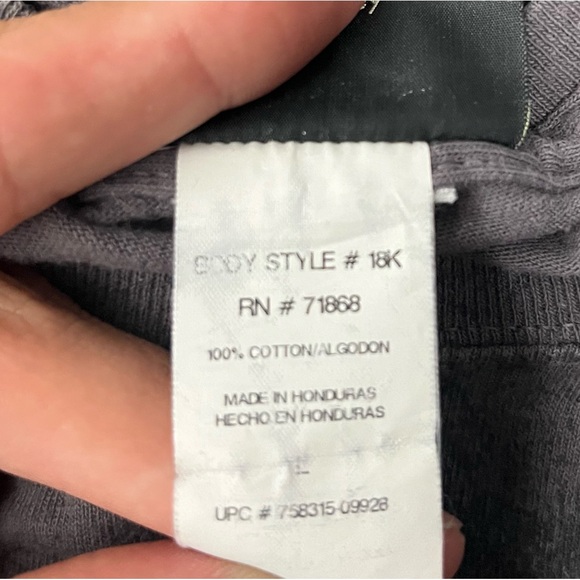 BODY STYLE # 18K
RN # 71868
100% COTTON/ALGODON
MADE IN HONDURAS
HECHO EN HONDURAS
L
UPC # 758315-09928